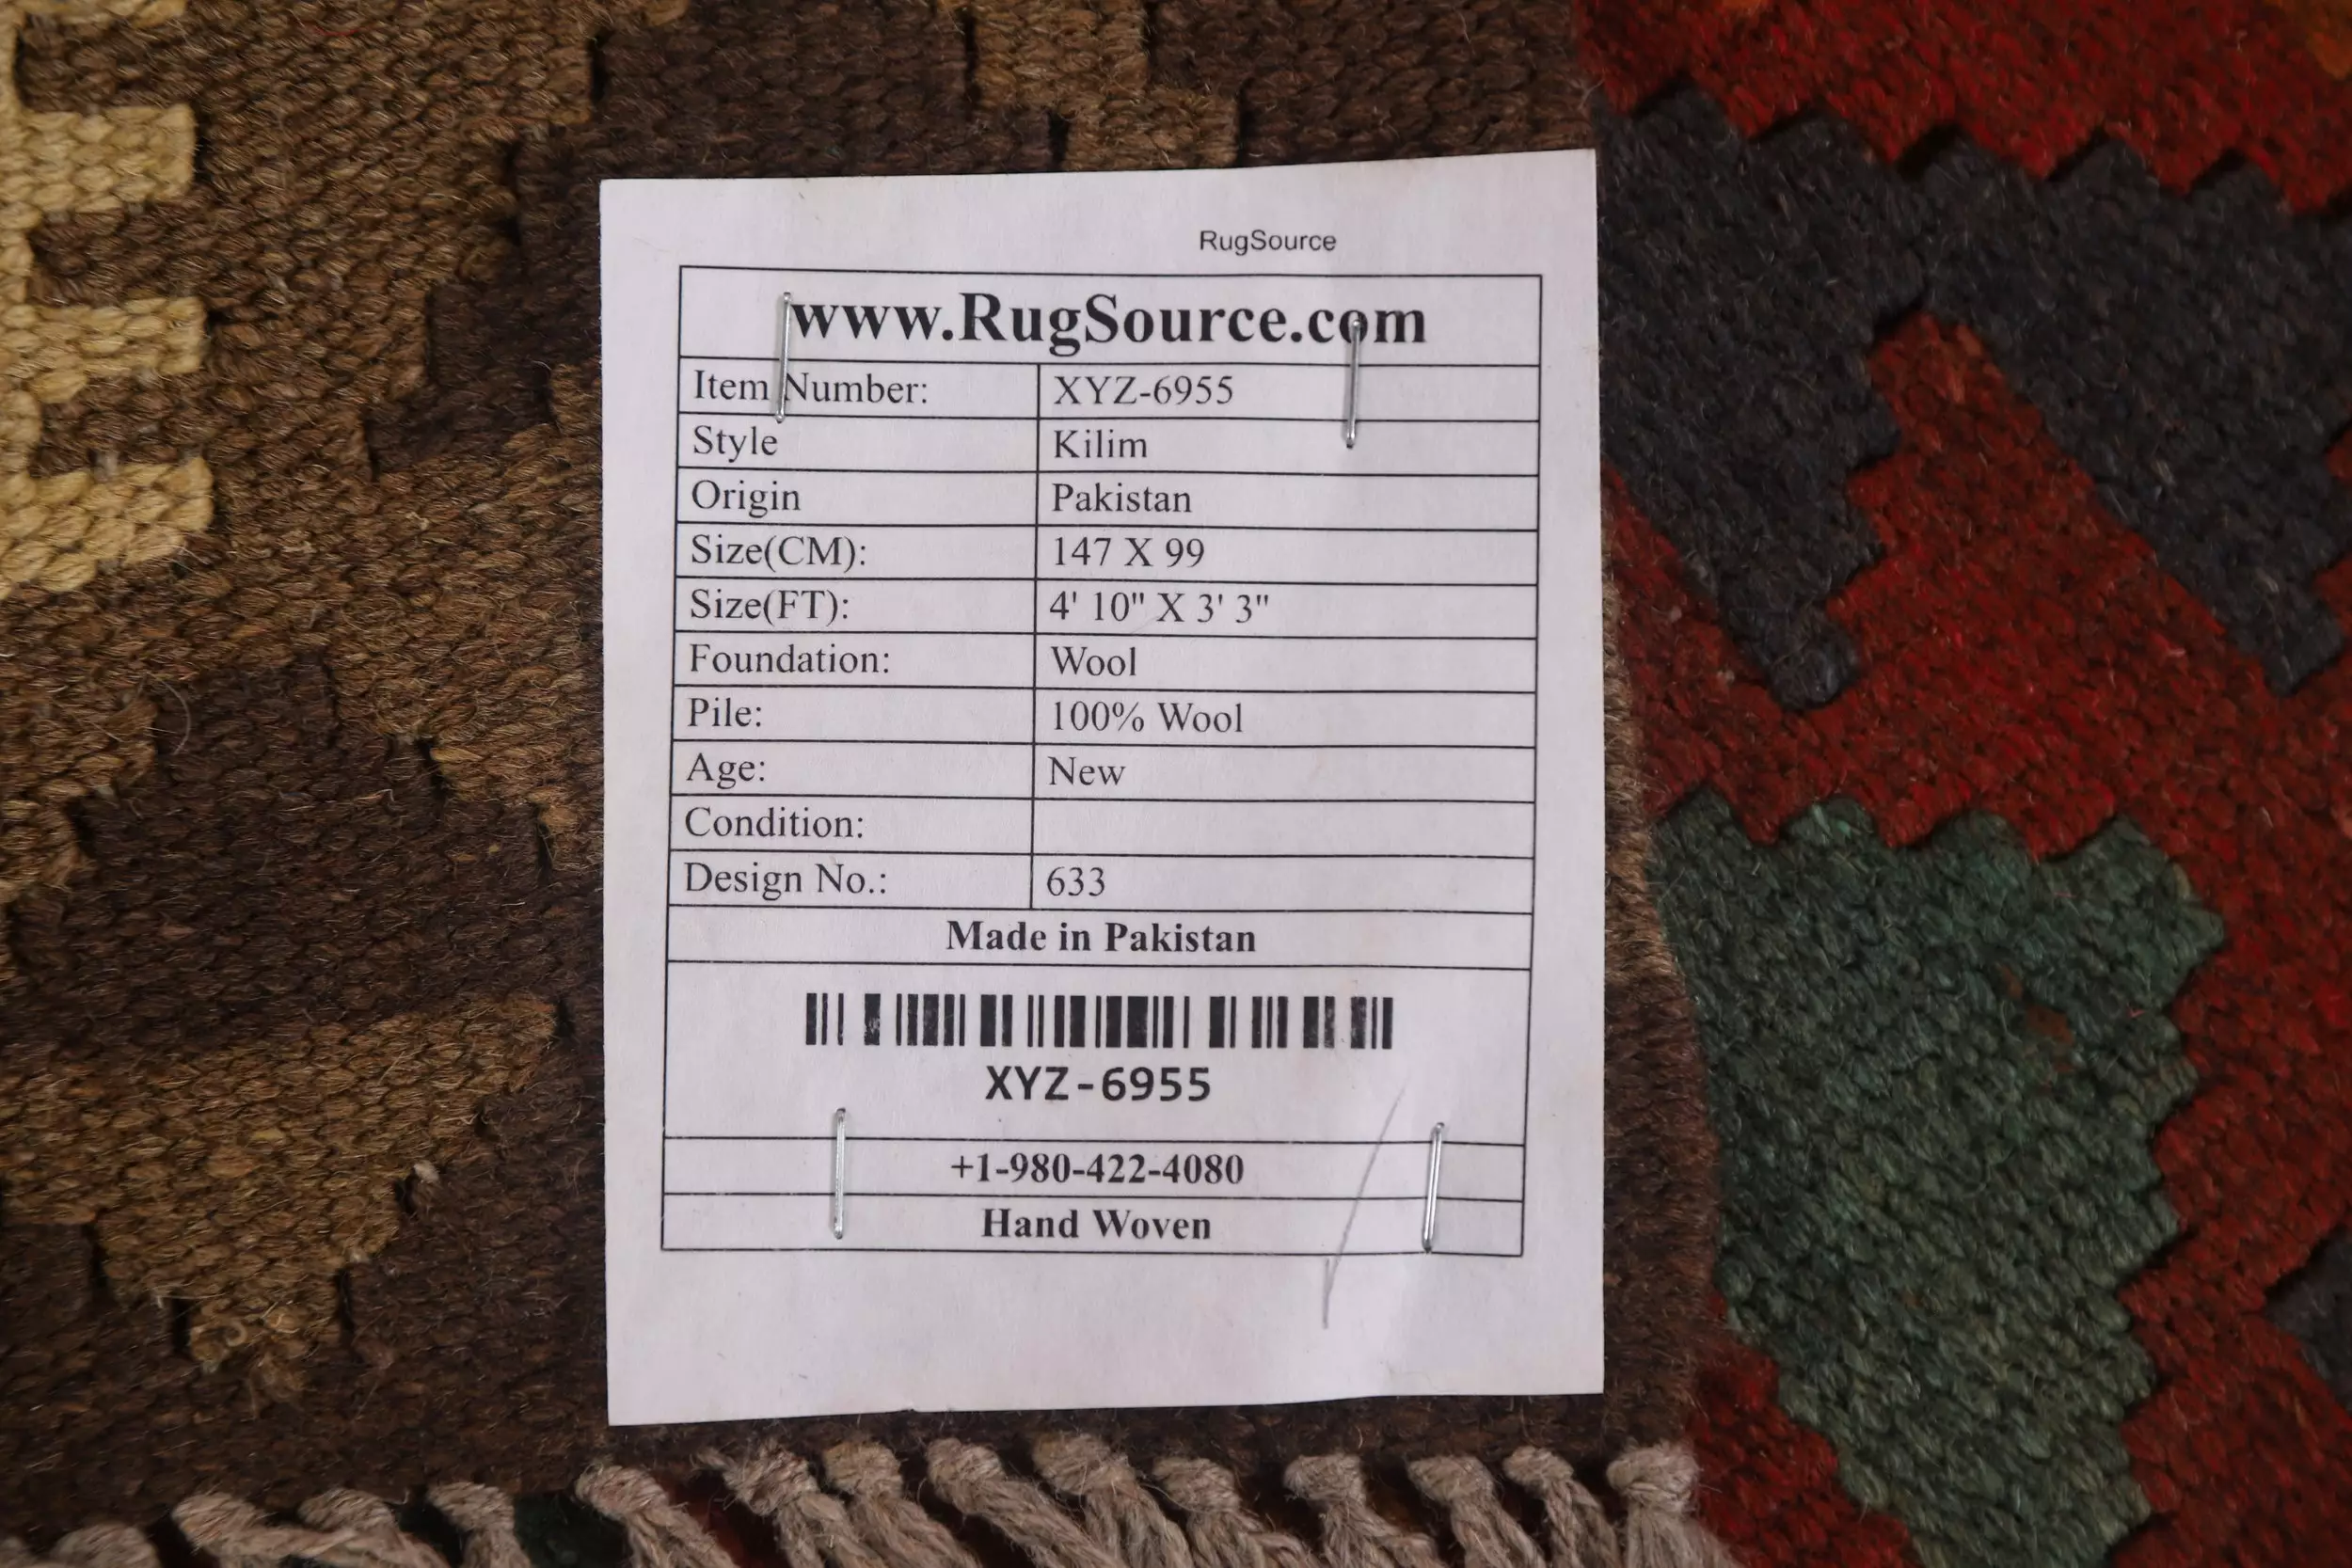 RugSource
www.RugSource.com
Item Number: XYZ-6955
Style Kilim
Origin Pakistan
Size(CM): 147 X 99
Size(FT): 4' 10" X 3' 3"
Foundation: Wool
Pile: 100% Wool
Age: New
Condition:
Design No.: 633
Made in Pakistan
XYZ-6955
+1-980-422-4080
Hand Woven